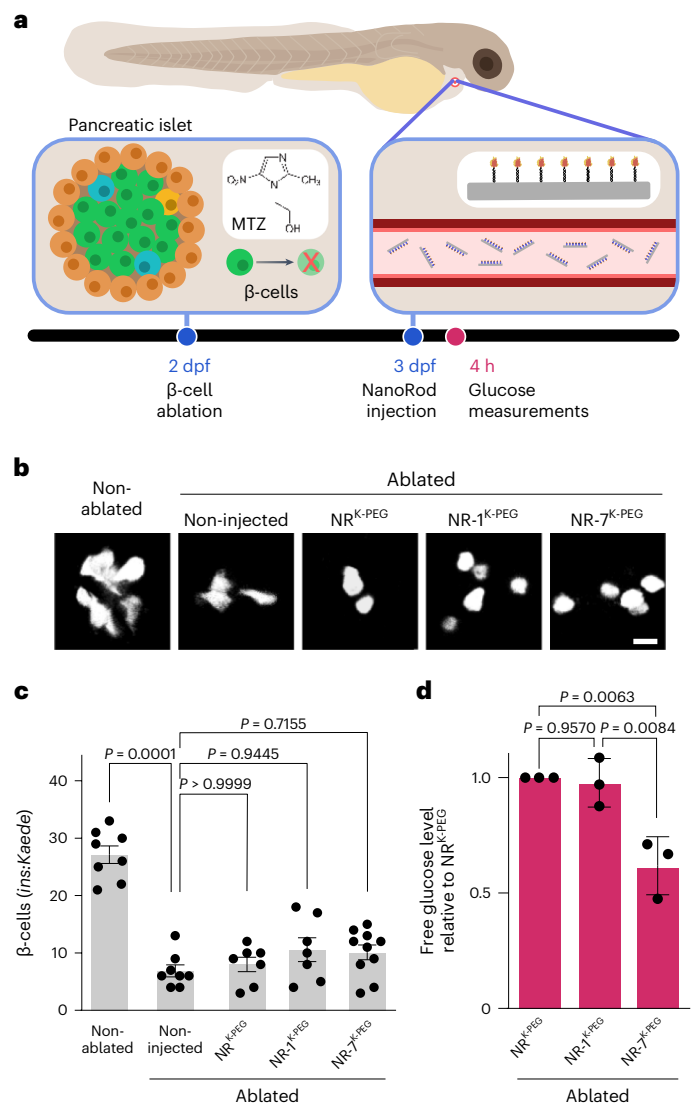 a
Pancreatic islet
O₂N
N
N
CH₃
OH
MTZ
β-cells
2 dpf
β-cell
ablation
3 dpf
NanoRod
injection
4 h
Glucose
measurements
b
Non-
ablated
Ablated
Non-injected
NR^K-PEG
NR-1^K-PEG
NR-7^K-PEG
c
P = 0.7155
P = 0.0001
P = 0.9445
P > 0.9999
β-cells (ins:Kaede)
40
30
20
10
0
Non-
ablated
Non-
injected
NR^K-PEG
NR-1^K-PEG
NR-7^K-PEG
Ablated
d
P = 0.0063
P = 0.9570
P = 0.0084
Free glucose level
relative to NR^K-PEG
1.0
0.5
0
NR^K-PEG
NR-1^K-PEG
NR-7^K-PEG
Ablated